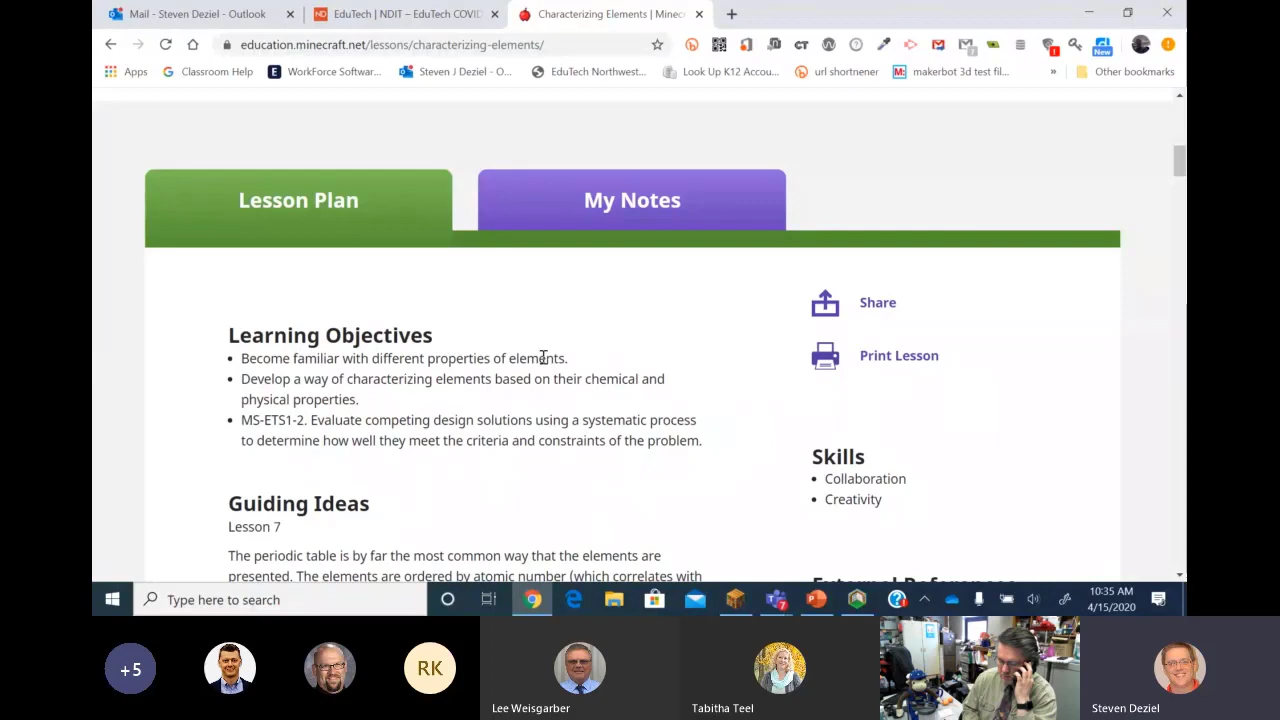 Mail - Steven Deziel - Outlook
EduTech | NDIT – EduTech COVID
Characterizing Elements | Minec
education.minecraft.net/lessons/characterizing-elements/
New
Apps
Classroom Help
WorkForce Softwar...
Steven J Deziel - O...
EduTech Northwest...
Look Up K12 Accou...
url shortnener
makerbot 3d test fil...
»
Other bookmarks
Lesson Plan
My Notes
Share
Print Lesson
Learning Objectives
• Become familiar with different properties of elements.
• Develop a way of characterizing elements based on their chemical and
physical properties.
• MS-ETS1-2. Evaluate competing design solutions using a systematic process
to determine how well they meet the criteria and constraints of the problem.
Skills
• Collaboration
• Creativity
Guiding Ideas
Lesson 7
The periodic table is by far the most common way that the elements are
presented. The elements are ordered by atomic number (which correlates with
External References
Type here to search
10:35 AM
4/15/2020
+5
RK
Lee Weisgarber
Tabitha Teel
Steven Deziel